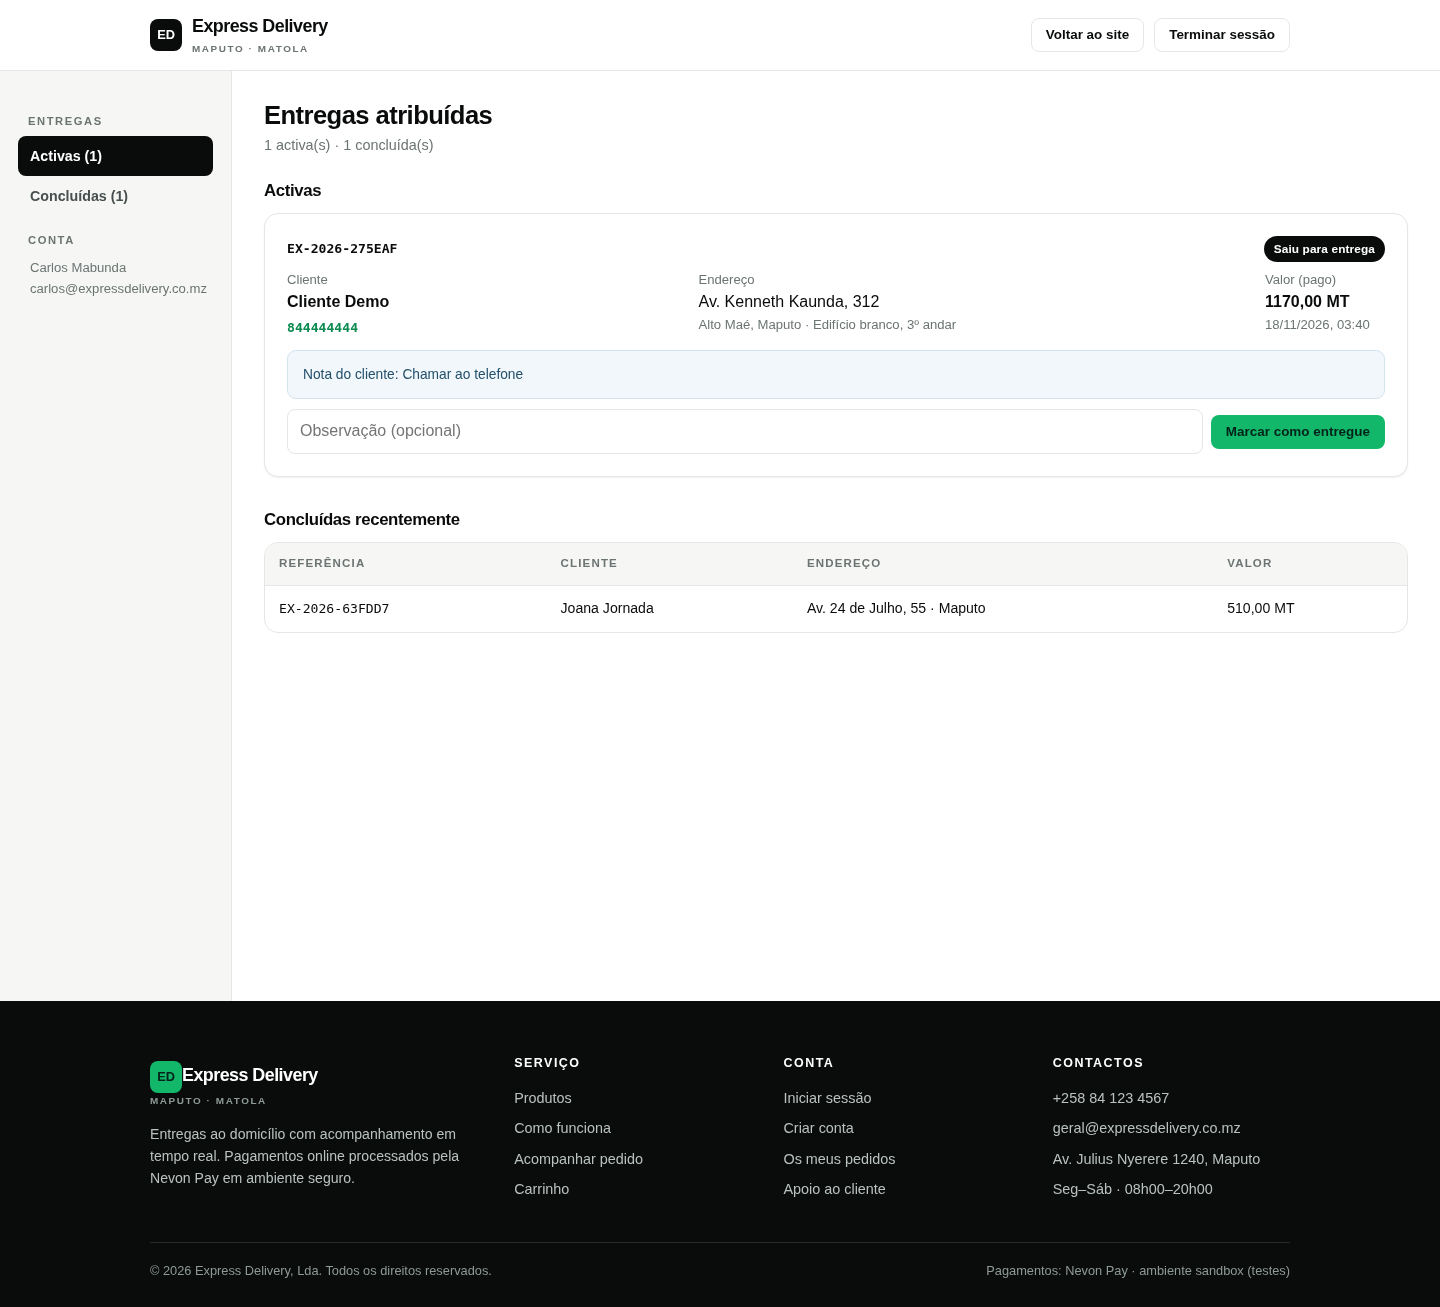 ED
Express Delivery
MAPUTO · MATOLA
Voltar ao site
Terminar sessão
ENTREGAS
Activas (1)
Concluídas (1)
CONTA
Carlos Mabunda
carlos@expressdelivery.co.mz
Entregas atribuídas
1 activa(s) · 1 concluída(s)
Activas
EX-2026-275EAF
Saiu para entrega
Cliente
Cliente Demo
844444444
Endereço
Av. Kenneth Kaunda, 312
Alto Maé, Maputo · Edifício branco, 3º andar
Valor (pago)
1170,00 MT
18/11/2026, 03:40
Nota do cliente: Chamar ao telefone
Observação (opcional)
Marcar como entregue
Concluídas recentemente
REFERÊNCIA CLIENTE ENDEREÇO VALOR
EX-2026-63FDD7 Joana Jornada Av. 24 de Julho, 55 · Maputo 510,00 MT
ED Express Delivery
MAPUTO · MATOLA
Entregas ao domicílio com acompanhamento em
tempo real. Pagamentos online processados pela
Nevon Pay em ambiente seguro.
SERVIÇO
Produtos
Como funciona
Acompanhar pedido
Carrinho
CONTA
Iniciar sessão
Criar conta
Os meus pedidos
Apoio ao cliente
CONTACTOS
+258 84 123 4567
geral@expressdelivery.co.mz
Av. Julius Nyerere 1240, Maputo
Seg–Sáb · 08h00–20h00
© 2026 Express Delivery, Lda. Todos os direitos reservados.
Pagamentos: Nevon Pay · ambiente sandbox (testes)